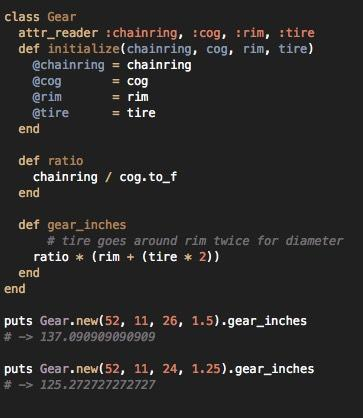 class Gear
  attr_reader :chainring, :cog, :rim, :tire
  def initialize(chainring, cog, rim, tire)
    @chainring = chainring
    @cog       = cog
    @rim       = rim
    @tire      = tire
  end

  def ratio
    chainring / cog.to_f
  end

  def gear_inches
      # tire goes around rim twice for diameter
    ratio * (rim + (tire * 2))
  end
end

puts Gear.new(52, 11, 26, 1.5).gear_inches
# -> 137.090909090909

puts Gear.new(52, 11, 24, 1.25).gear_inches
# -> 125.272727272727